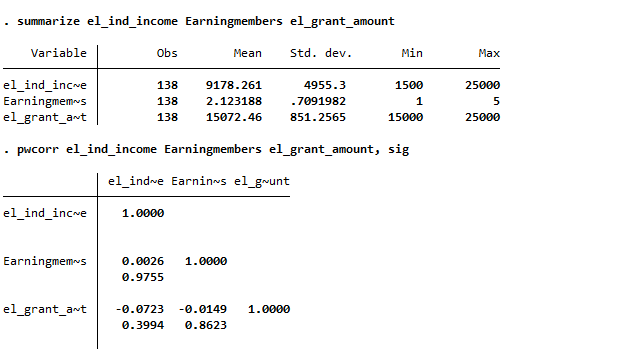 . summarize el_ind_income Earningmembers el_grant_amount
Variable Obs Mean Std. dev. Min Max
el_ind_inc~e 138 9178.261 4955.3 1500 25000
Earningmem~s 138 2.123188 .7091982 1 5
el_grant_a~t 138 15072.46 851.2565 15000 25000
. pwcorr el_ind_income Earningmembers el_grant_amount, sig
el_ind~e Earnin~s el_g~unt
el_ind_inc~e 1.0000
Earningmem~s 0.0026 1.0000
0.9755
el_grant_a~t -0.0723 -0.0149 1.0000
0.3994 0.8623